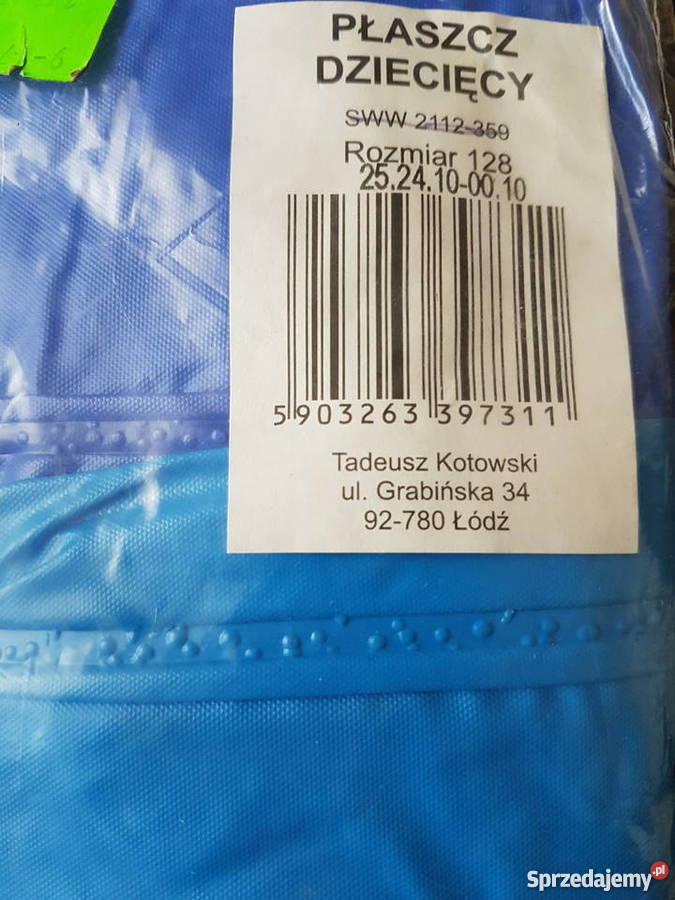 PŁASZCZ
DZIECIĘCY
SWW 2112-359
Rozmiar 128
25.24.10-00.10
5 903263 397311
Tadeusz Kotowski
ul. Grabińska 34
92-780 Łódź
Sprzedajemy.pl